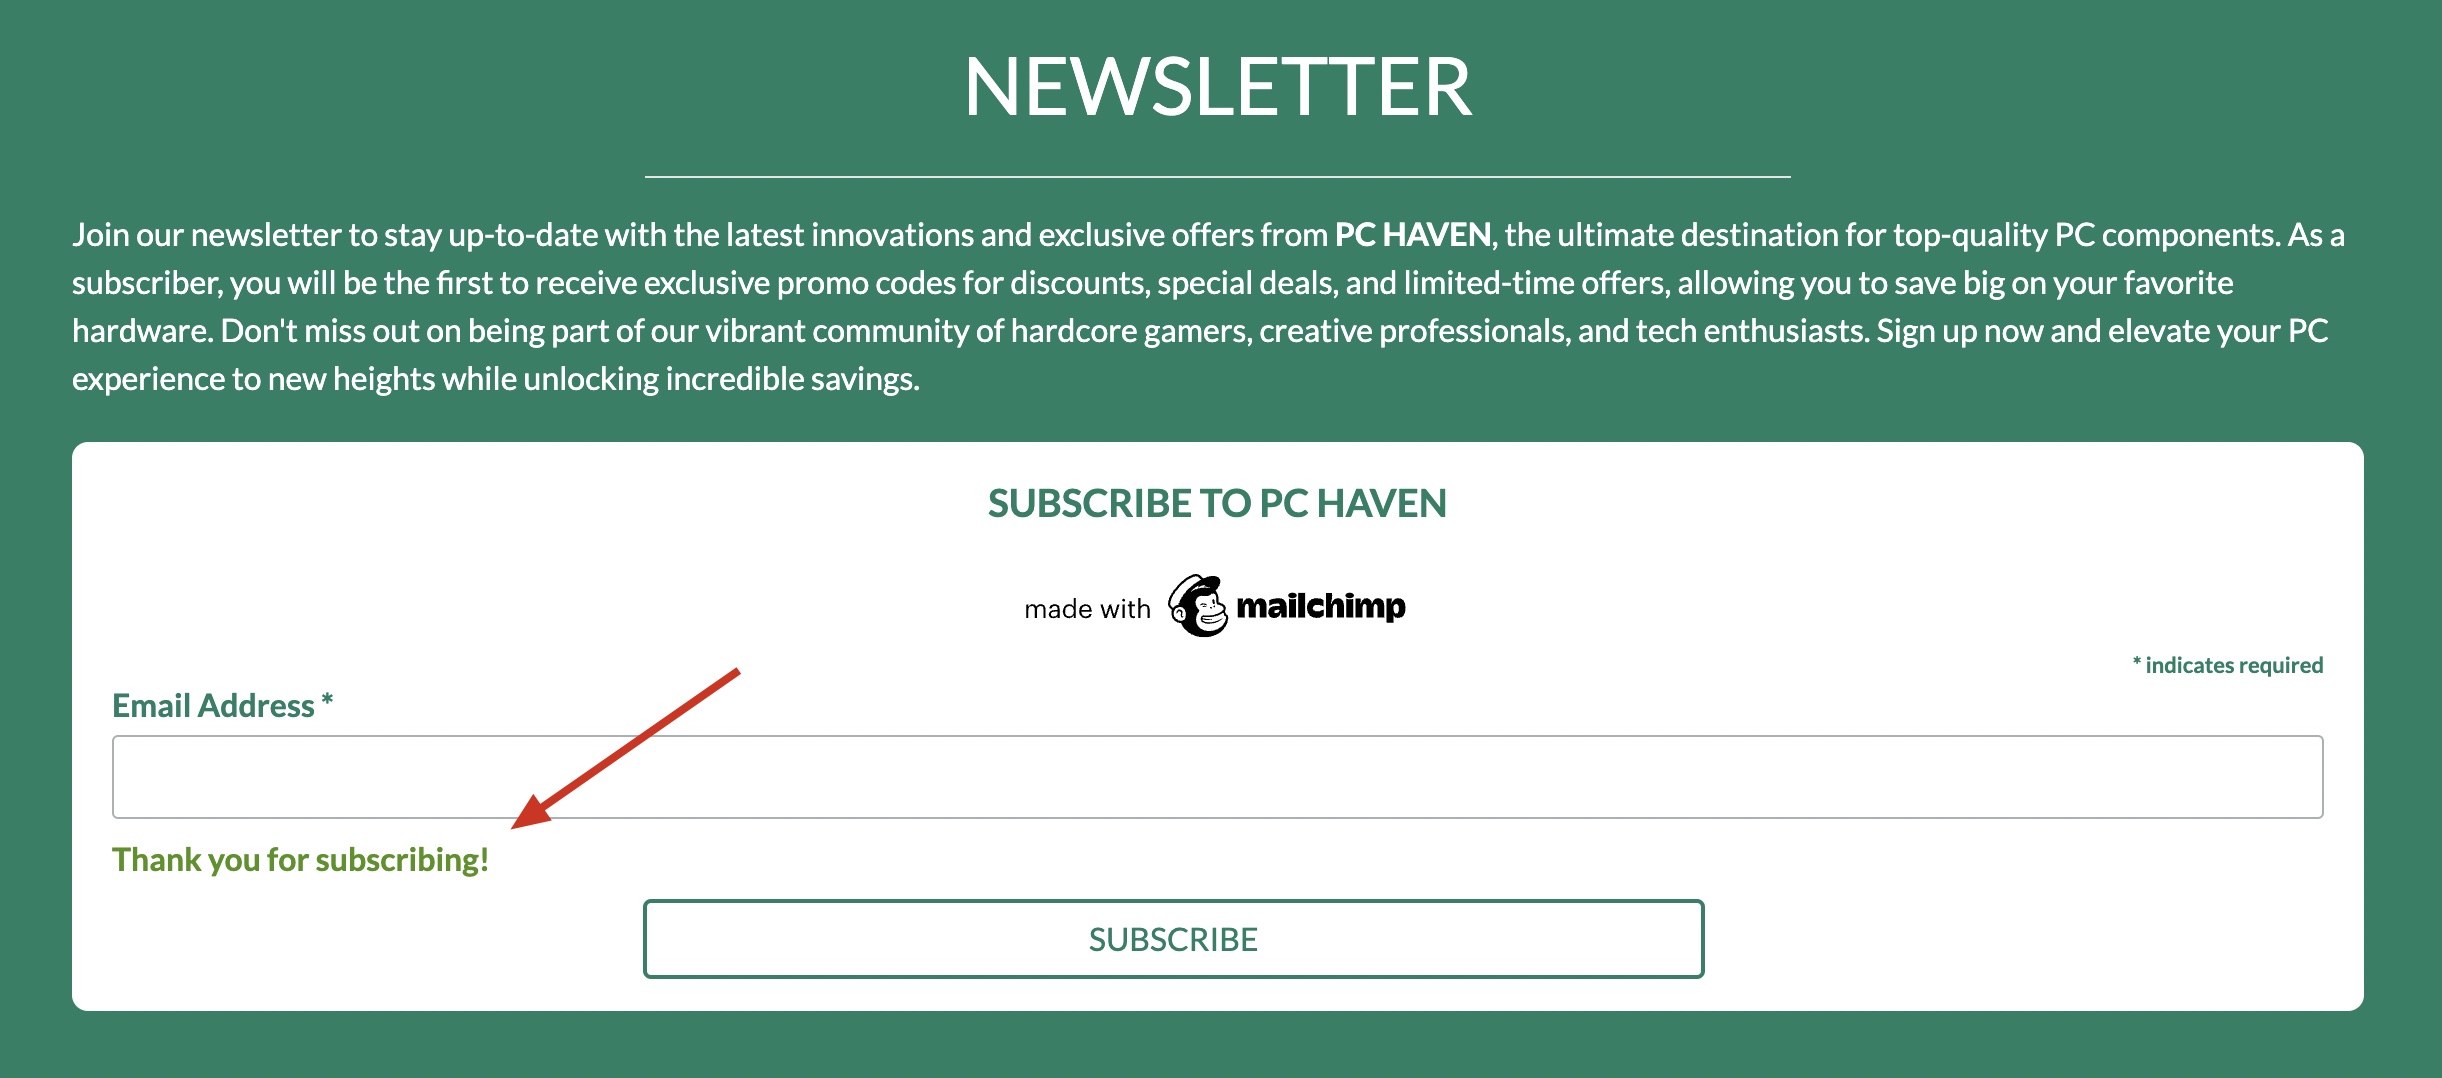 NEWSLETTER
Join our newsletter to stay up-to-date with the latest innovations and exclusive offers from PC HAVEN, the ultimate destination for top-quality PC components. As a
subscriber, you will be the first to receive exclusive promo codes for discounts, special deals, and limited-time offers, allowing you to save big on your favorite
hardware. Don't miss out on being part of our vibrant community of hardcore gamers, creative professionals, and tech enthusiasts. Sign up now and elevate your PC
experience to new heights while unlocking incredible savings.
SUBSCRIBE TO PC HAVEN
made with mailchimp
* indicates required
Email Address *
Thank you for subscribing!
SUBSCRIBE